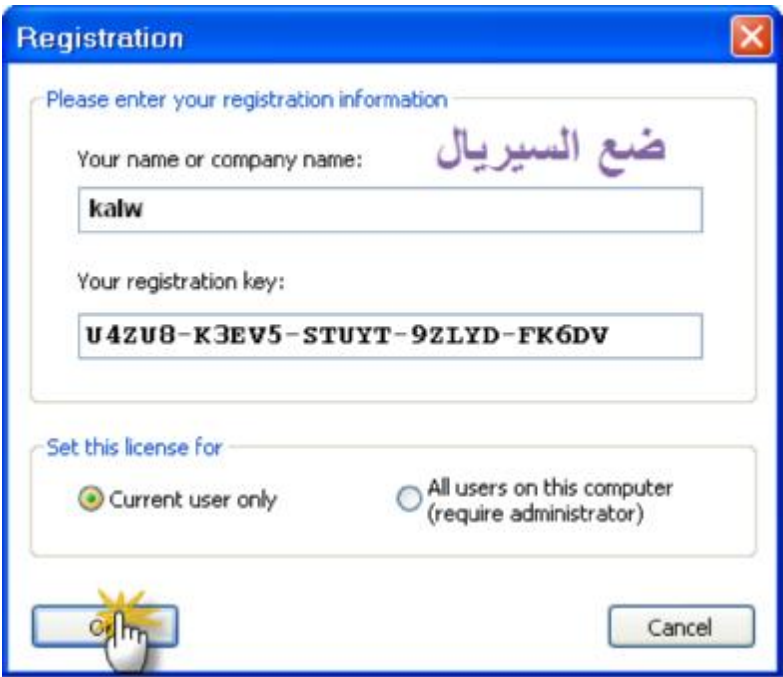 Registration
Please enter your registration information
ضع السيريال
Your name or company name:
kalw
Your registration key:
U4ZU8-K3EV5-STUYT-9ZLYD-FK6DV
Set this license for
Current user only
All users on this computer
(require administrator)
Cancel